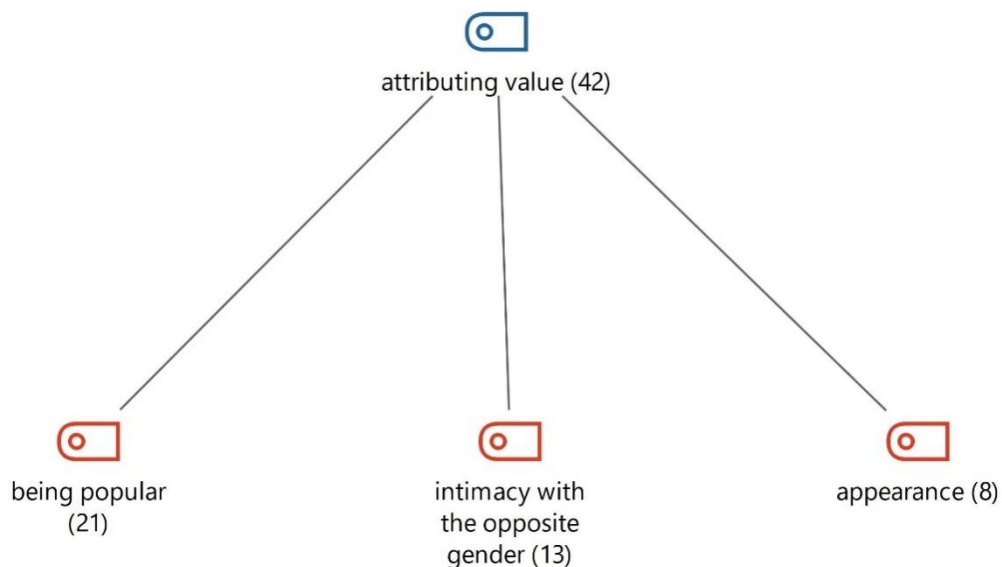 attributing value (42)
being popular
(21)
intimacy with
the opposite
gender (13)
appearance (8)